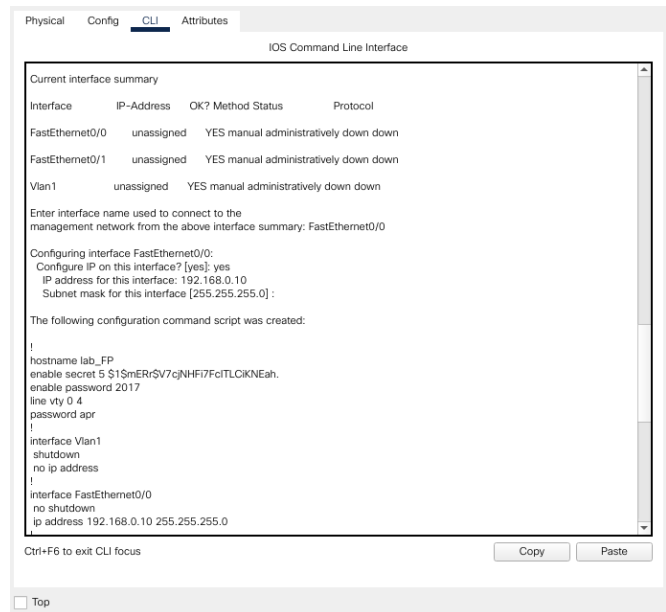 Physical Config CLI Attributes
IOS Command Line Interface
Current interface summary
Interface IP-Address OK? Method Status Protocol
FastEthernet0/0 unassigned YES manual administratively down down
FastEthernet0/1 unassigned YES manual administratively down down
Vlan1 unassigned YES manual administratively down down
Enter interface name used to connect to the
management network from the above interface summary: FastEthernet0/0
Configuring interface FastEthernet0/0:
Configure IP on this interface? [yes]: yes
IP address for this interface: 192.168.0.10
Subnet mask for this interface [255.255.255.0] :
The following configuration command script was created:
!
hostname lab_FP
enable secret 5 $1$mERr$V7cjNHFi7FclTLCiKNEah.
enable password 2017
line vty 0 4
password apr
!
interface Vlan1
shutdown
no ip address
!
interface FastEthernet0/0
no shutdown
ip address 192.168.0.10 255.255.255.0
!
Ctrl+F6 to exit CLI focus
Copy Paste
Top